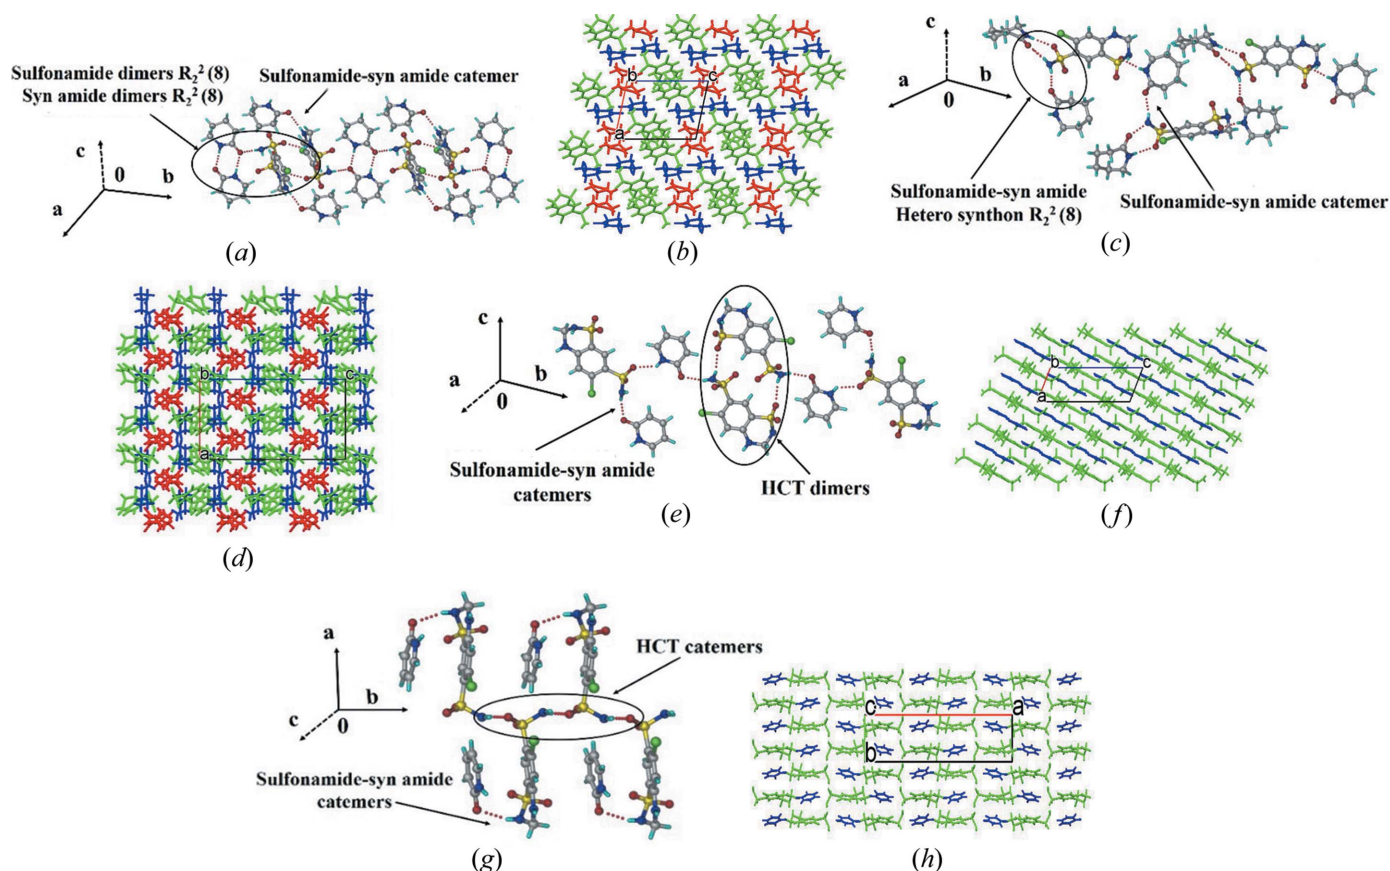 Sulfonamide dimers R₂² (8)
Syn amide dimers R₂² (8)
Sulfonamide-syn amide catemer
c
0
b
a
(a)
b
c
a
(b)
c
a
b
0
Sulfonamide-syn amide
Hetero synthon R₂² (8)
Sulfonamide-syn amide catemer
(c)
b
c
a
(d)
c
a
b
0
Sulfonamide-syn amide
catemers
HCT dimers
(e)
b
c
a
(f)
a
b
c
0
HCT catemers
Sulfonamide-syn amide
catemers
(g)
c
a
b
(h)